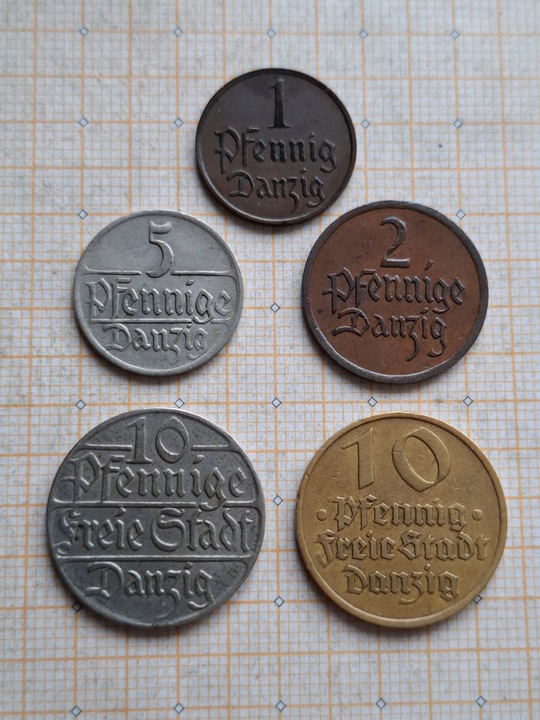 1
Pfennig
Danzig
5
Pfennige
Danzig
2
Pfennige
Danzig
10
Pfennige
Freie Stadt
Danzig
10
· Pfennig ·
Freie Stadt
Danzig